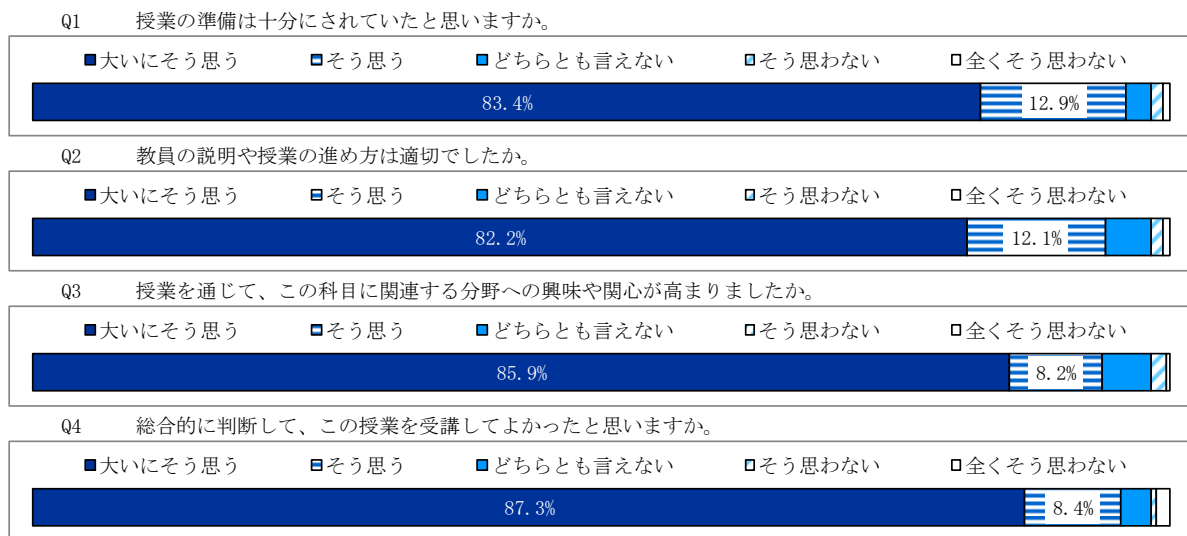 Q1 授業の準備は十分にされていたと思いますか。
■大いにそう思う ■そう思う ■どちらとも言えない □そう思わない □全くそう思わない
83.4% 12.9%
Q2 教員の説明や授業の進め方は適切でしたか。
■大いにそう思う ■そう思う ■どちらとも言えない □そう思わない □全くそう思わない
82.2% 12.1%
Q3 授業を通じて、この科目に関連する分野への興味や関心が高まりましたか。
■大いにそう思う ■そう思う ■どちらとも言えない □そう思わない □全くそう思わない
85.9% 8.2%
Q4 総合的に判断して、この授業を受講してよかったと思いますか。
■大いにそう思う ■そう思う ■どちらとも言えない □そう思わない □全くそう思わない
87.3% 8.4%